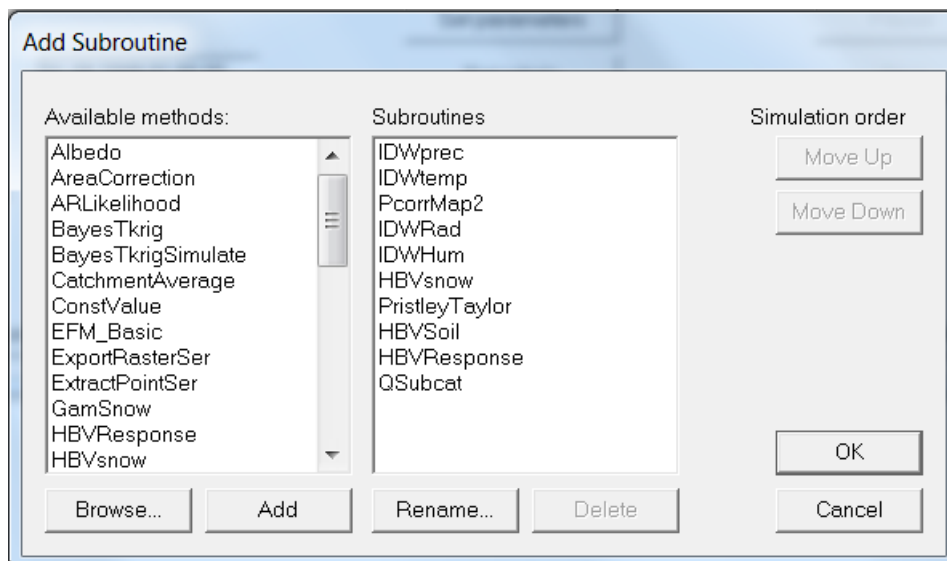 Add Subroutine
Available methods:
Albedo
AreaCorrection
ARLikelihood
BayesTkrig
BayesTkrigSimulate
CatchmentAverage
ConstValue
EFM_Basic
ExportRasterSer
ExtractPointSer
GamSnow
HBVResponse
HBVsnow
Browse...
Add
Subroutines
IDWprec
IDWtemp
PcorrMap2
IDWRad
IDWHum
HBVsnow
PristleyTaylor
HBVSoil
HBVResponse
QSubcat
Rename...
Delete
Simulation order
Move Up
Move Down
OK
Cancel